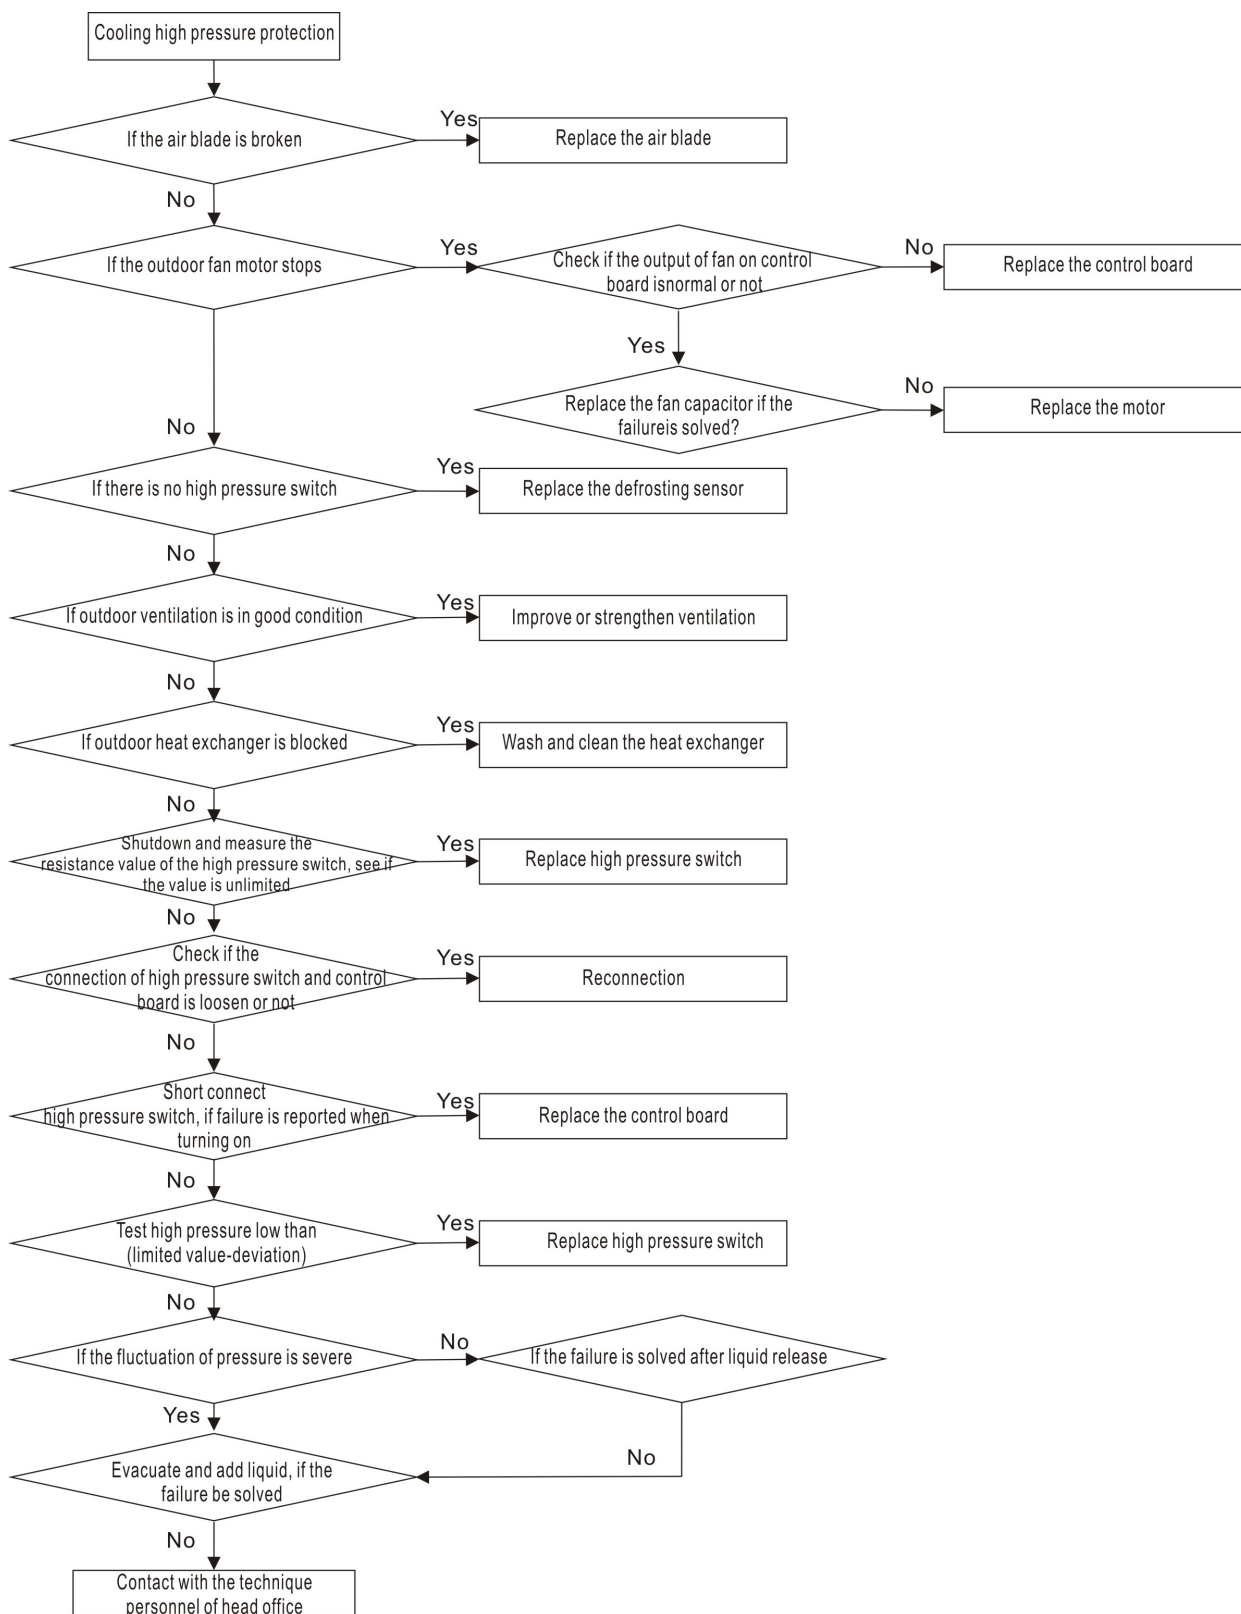 Cooling high pressure protection
If the air blade is broken
Yes
Replace the air blade
No
If the outdoor fan motor stops
Yes
Check if the output of fan on control
board isnormal or not
No
Replace the control board
Yes
Replace the fan capacitor if the
failureis solved?
No
Replace the motor
No
If there is no high pressure switch
Yes
Replace the defrosting sensor
No
If outdoor ventilation is in good condition
Yes
Improve or strengthen ventilation
No
If outdoor heat exchanger is blocked
Yes
Wash and clean the heat exchanger
No
Shutdown and measure the
resistance value of the high pressure switch, see if
the value is unlimited
Yes
Replace high pressure switch
No
Check if the
connection of high pressure switch and control
board is loosen or not
Yes
Reconnection
No
Short connect
high pressure switch, if failure is reported when
turning on
Yes
Replace the control board
No
Test high pressure low than
(limited value-deviation)
Yes
Replace high pressure switch
No
If the fluctuation of pressure is severe
No
If the failure is solved after liquid release
Yes
No
Evacuate and add liquid, if the
failure be solved
No
Contact with the technique
personnel of head office